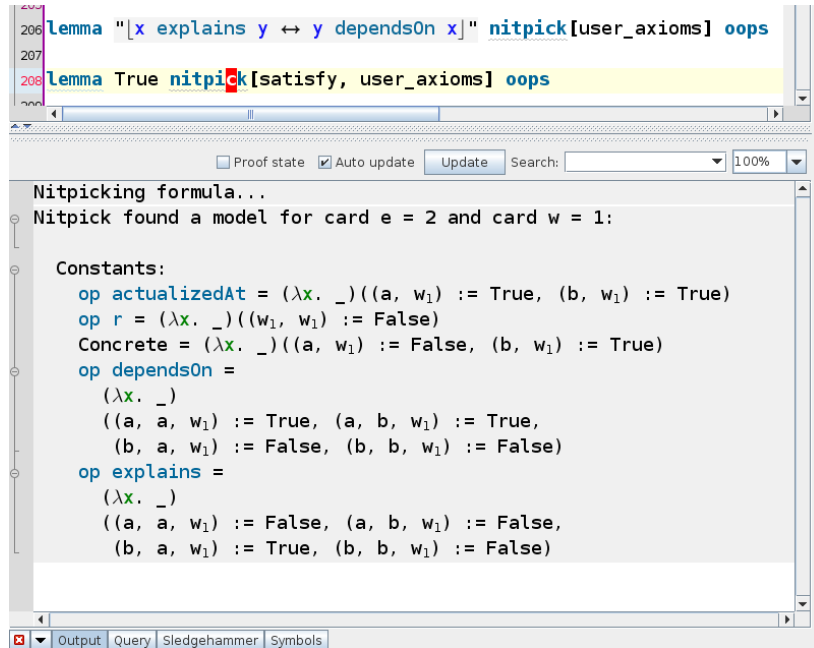 205
206 lemma "⌊x explains y ↔ y dependsOn x⌋" nitpick[user_axioms] oops
207
208 lemma True nitpick[satisfy, user_axioms] oops
209
Proof state Auto update Update Search: 100%
Nitpicking formula...
Nitpick found a model for card e = 2 and card w = 1:
Constants:
op actualizedAt = (λx. _)((a, w₁) := True, (b, w₁) := True)
op r = (λx. _)((w₁, w₁) := False)
Concrete = (λx. _)((a, w₁) := False, (b, w₁) := True)
op dependsOn =
(λx. _)
((a, a, w₁) := True, (a, b, w₁) := True,
(b, a, w₁) := False, (b, b, w₁) := False)
op explains =
(λx. _)
((a, a, w₁) := False, (a, b, w₁) := False,
(b, a, w₁) := True, (b, b, w₁) := False)
Output Query Sledgehammer Symbols